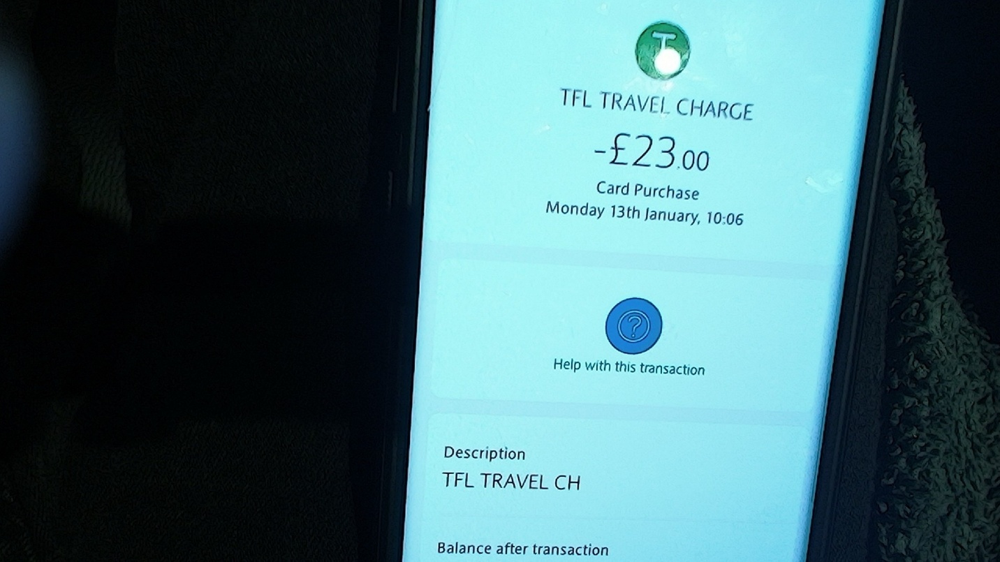 T
TFL TRAVEL CHARGE
-£23.00
Card Purchase
Monday 13th January, 10:06
?
Help with this transaction
Description
TFL TRAVEL CH
Balance after transaction